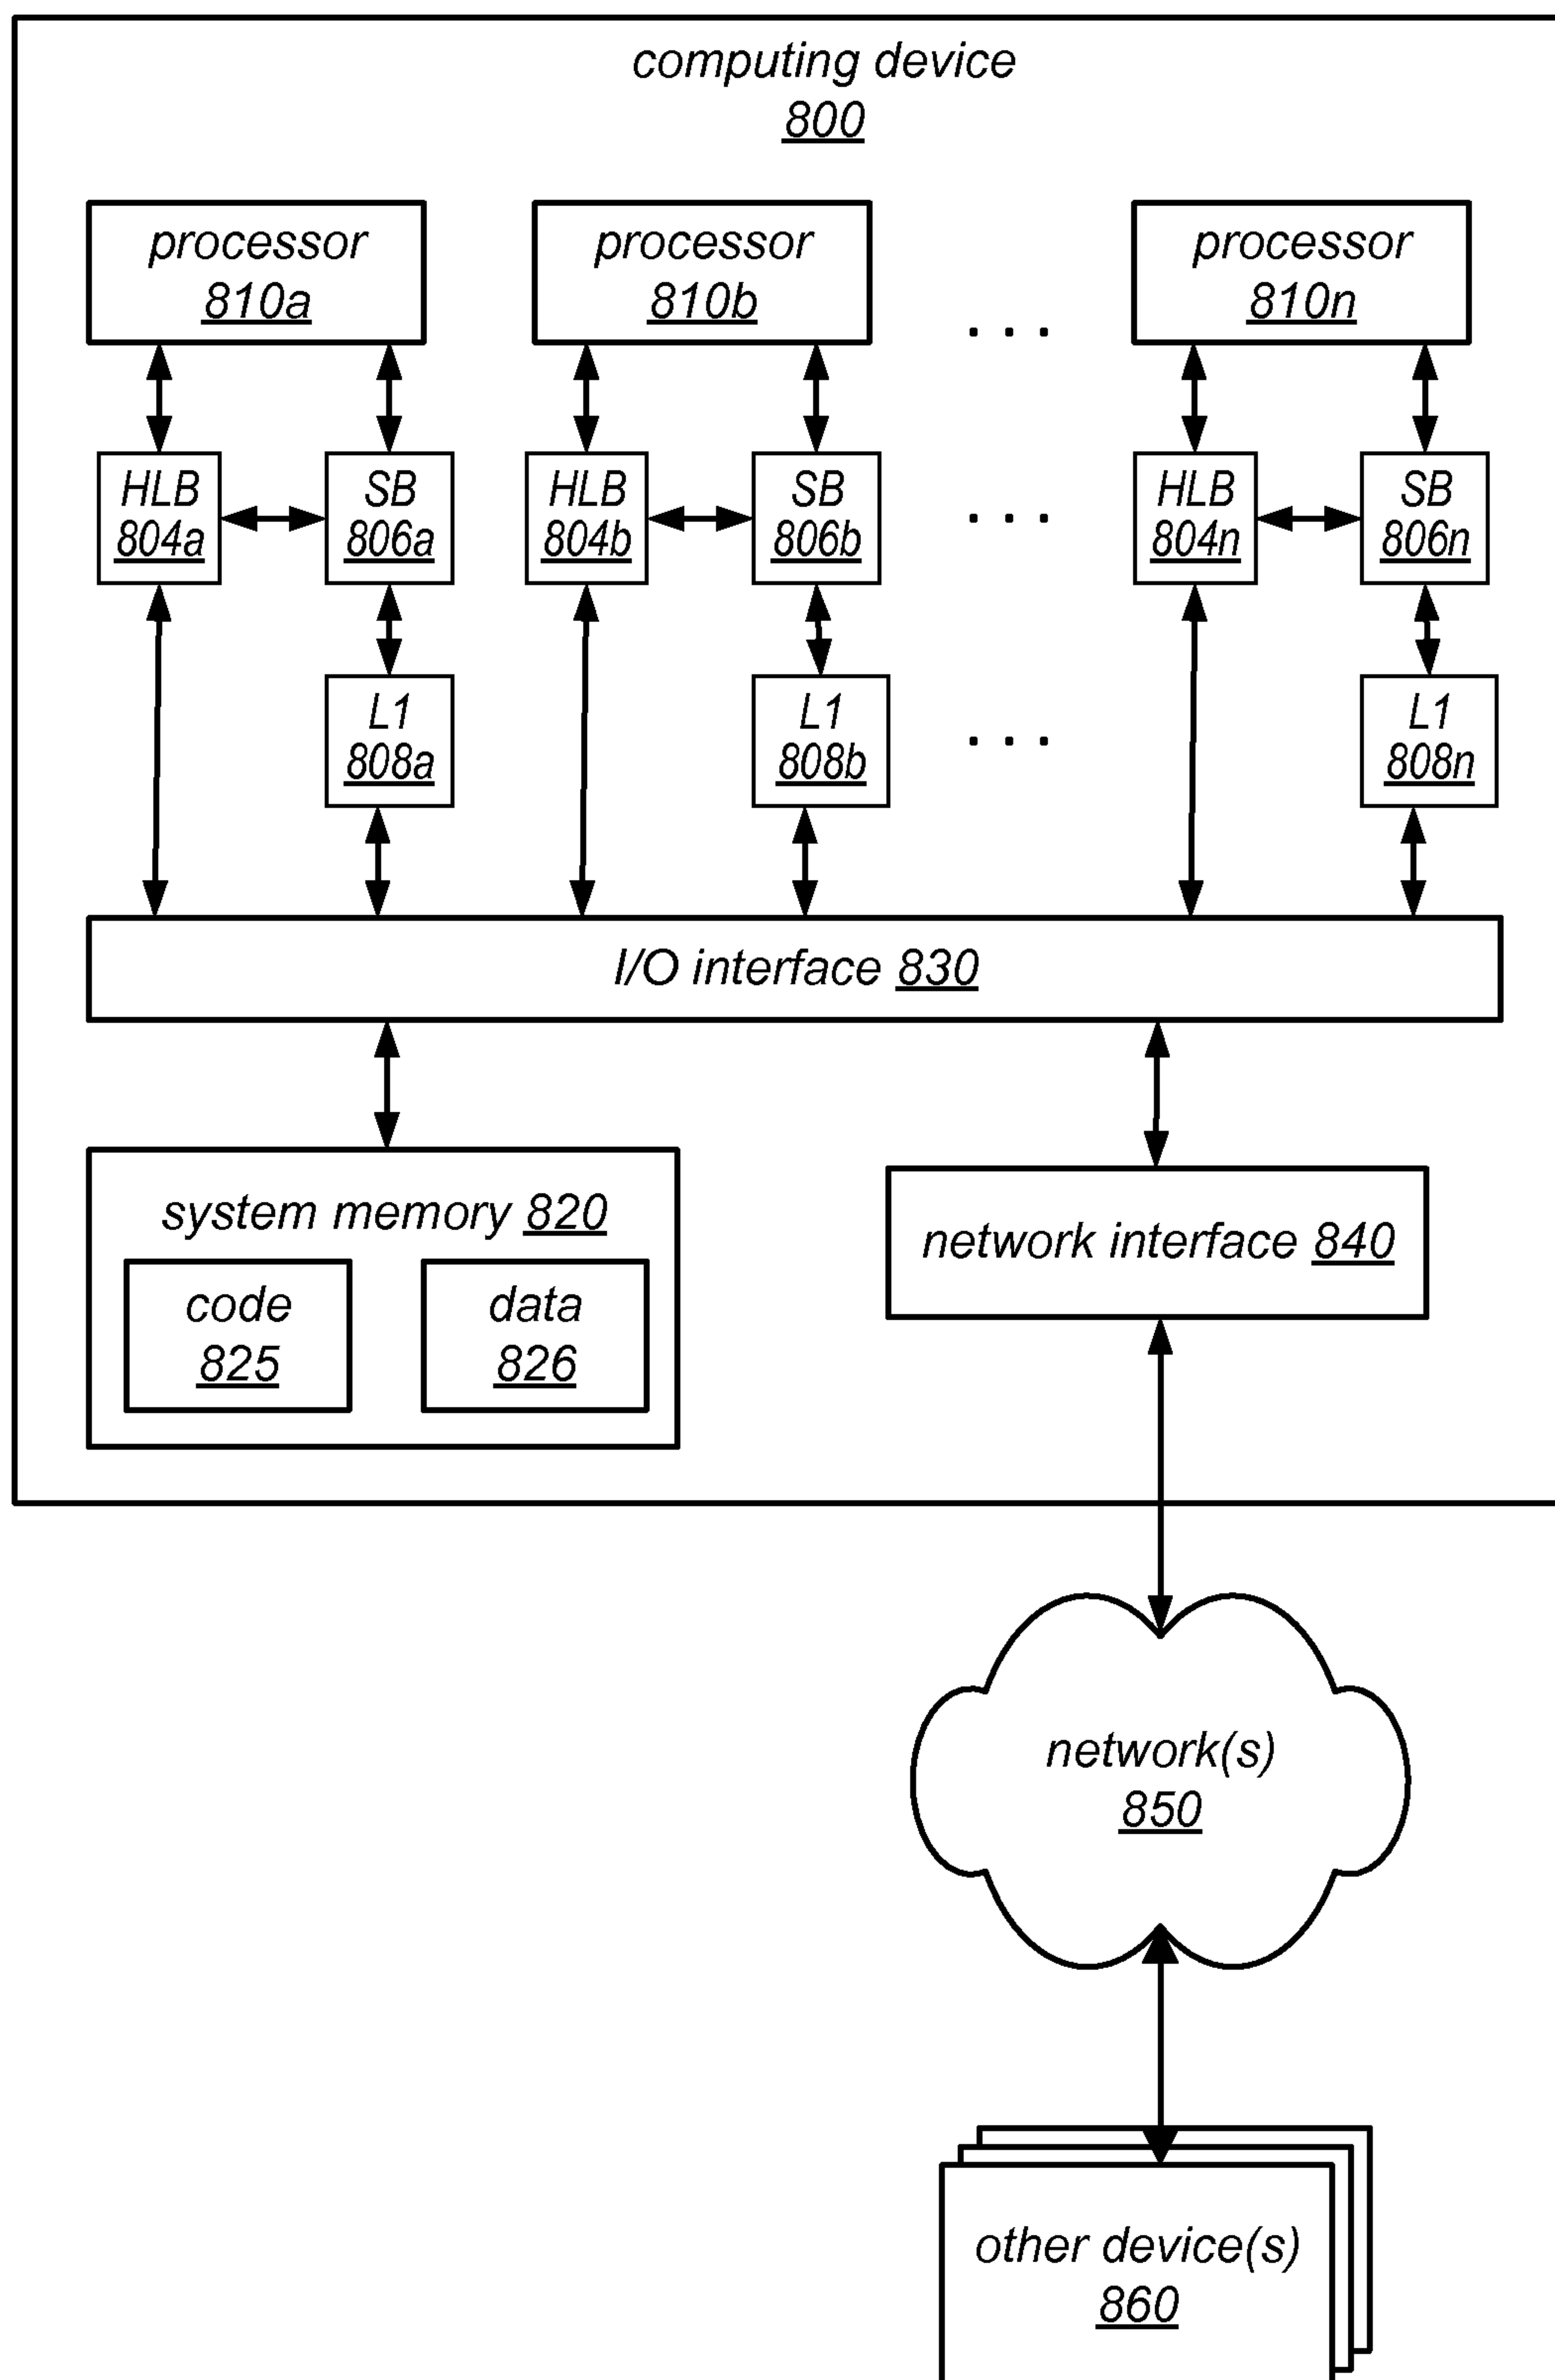 computing device
800
processor
810a
processor
810b
processor
810n
. . .
HLB
804a
SB
806a
HLB
804b
SB
806b
. . .
HLB
804n
SB
806n
L1
808a
L1
808b
. . .
L1
808n
I/O interface 830
system memory 820
code
825
data
826
network interface 840
network(s)
850
other device(s)
860